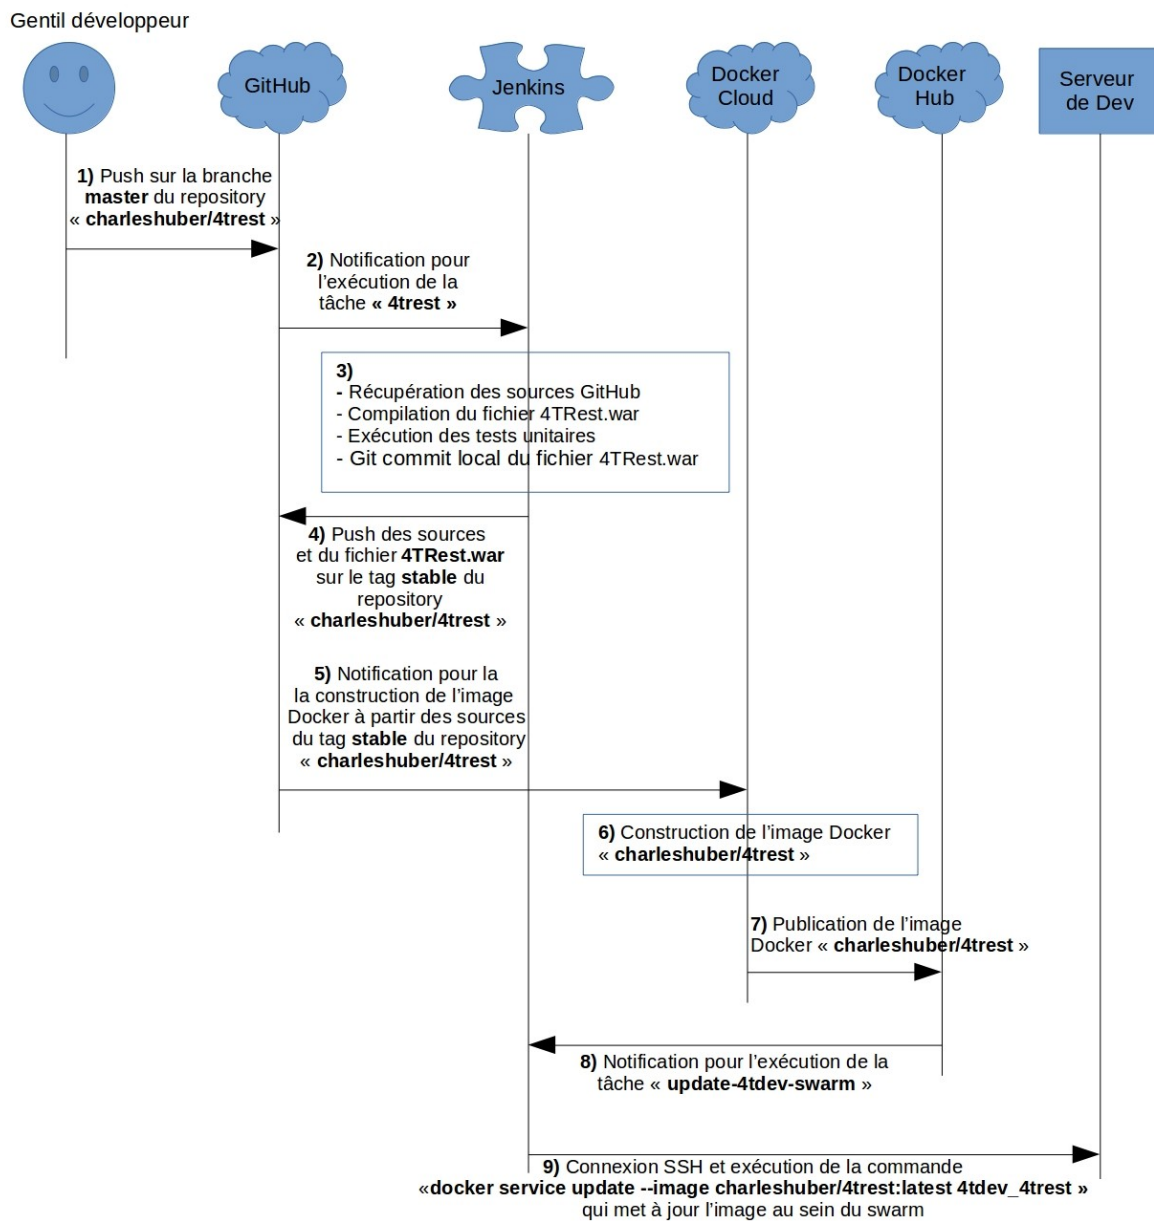 Gentil développeur
GitHub
Jenkins
Docker
Cloud
Docker
Hub
Serveur
de Dev
1) Push sur la branche
master du repository
« charleshuber/4trest »
2) Notification pour
l'exécution de la
tâche « 4trest »
3)
- Récupération des sources GitHub
- Compilation du fichier 4TRest.war
- Exécution des tests unitaires
- Git commit local du fichier 4TRest.war
4) Push des sources
et du fichier 4TRest.war
sur le tag stable du
repository
« charleshuber/4trest »
5) Notification pour la
la construction de l'image
Docker à partir des sources
du tag stable du repository
« charleshuber/4trest »
6) Construction de l'image Docker
« charleshuber/4trest »
7) Publication de l'image
Docker « charleshuber/4trest »
8) Notification pour l'exécution de la
tâche « update-4tdev-swarm »
9) Connexion SSH et exécution de la commande
«docker service update --image charleshuber/4trest:latest 4tdev_4trest »
qui met à jour l'image au sein du swarm